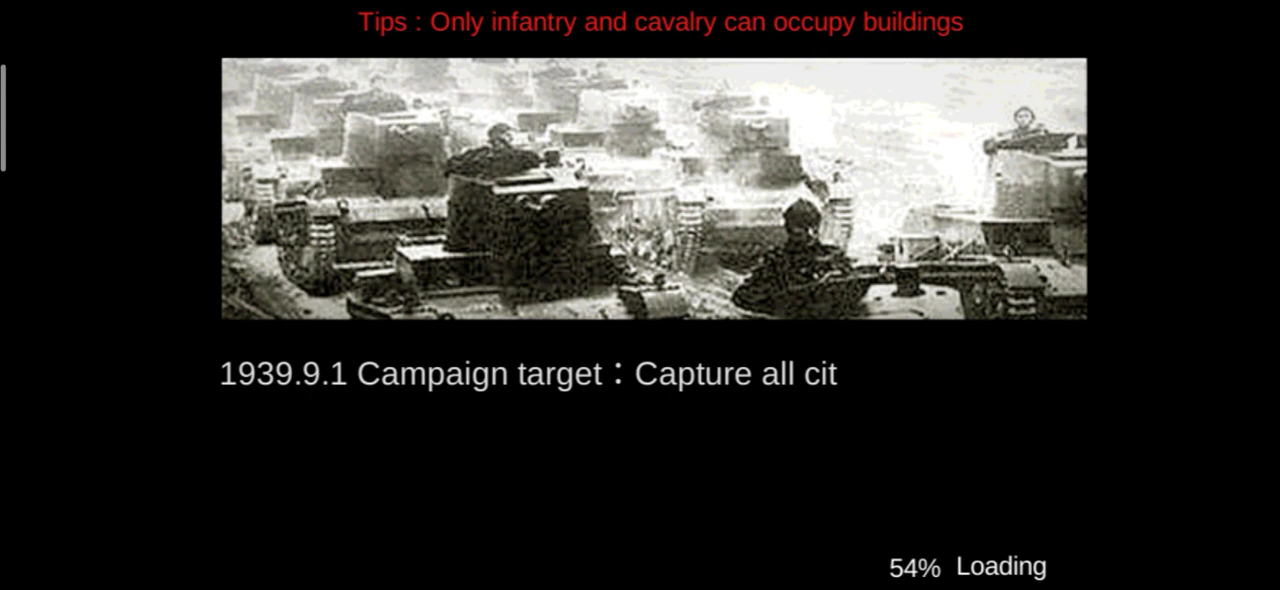 Tips : Only infantry and cavalry can occupy buildings
1939.9.1 Campaign target：Capture all cit
54% Loading